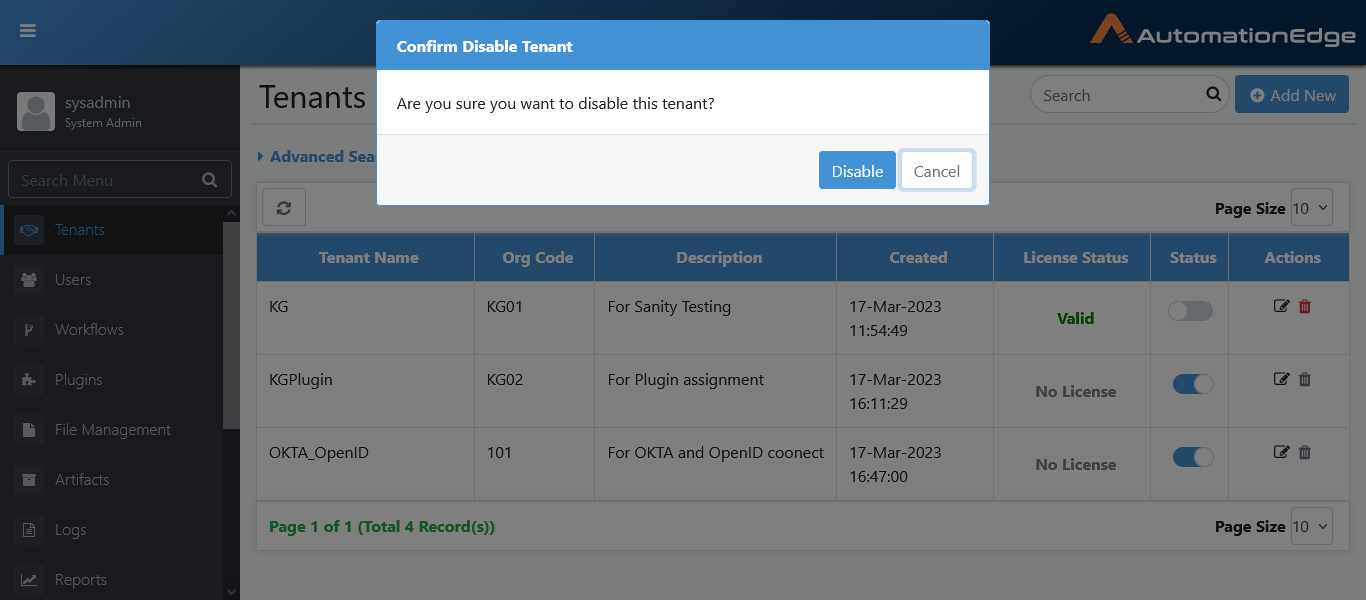 Confirm Disable Tenant
AutomationEdge
Are you sure you want to disable this tenant?
Disable Cancel
sysadmin
System Admin
Search Menu
Tenants
Users
Workflows
Plugins
File Management
Artifacts
Logs
Reports
Tenants
Search
Add New
Advanced Sea
Page Size 10
Tenant Name Org Code Description Created License Status Status Actions
KG KG01 For Sanity Testing 17-Mar-2023
11:54:49
Valid
KGPlugin KG02 For Plugin assignment 17-Mar-2023
16:11:29
No License
OKTA_OpenID 101 For OKTA and OpenID coonect 17-Mar-2023
16:47:00
No License
Page 1 of 1 (Total 4 Record(s))
Page Size 10